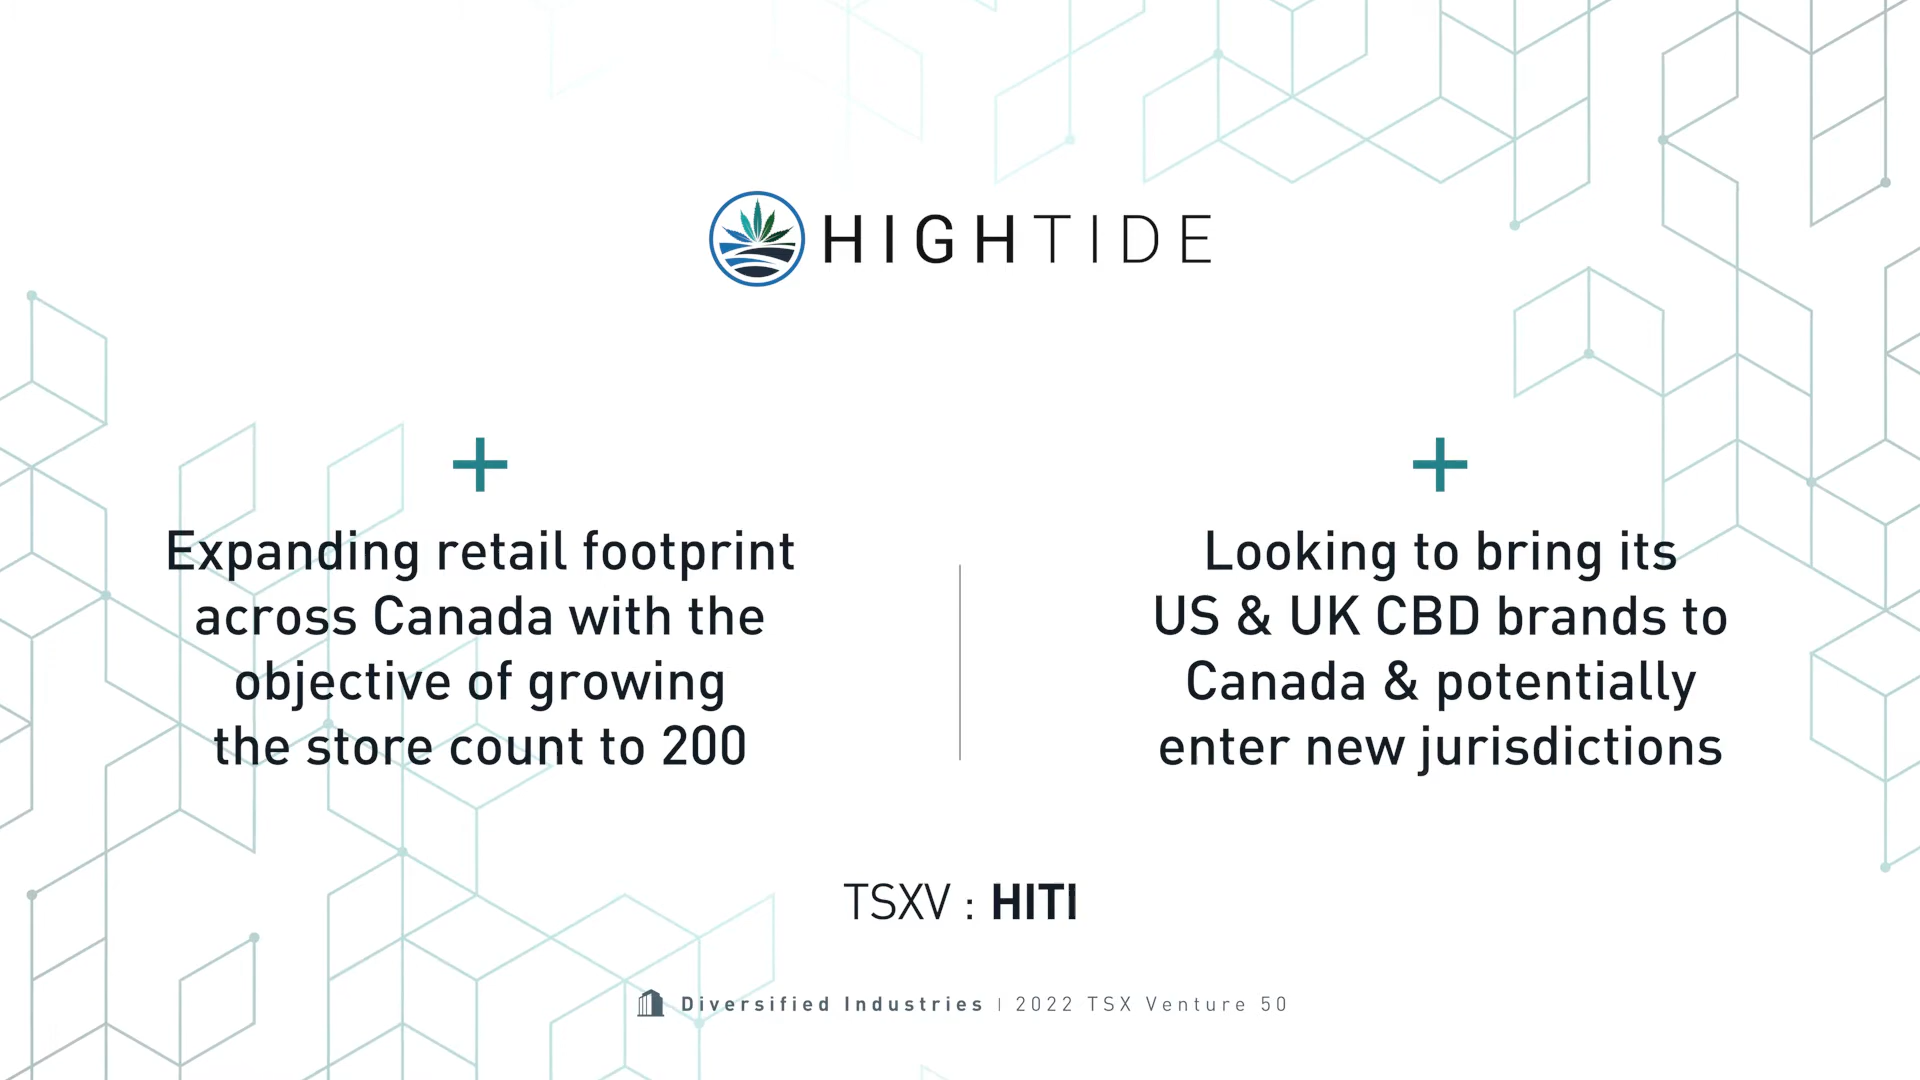 HIGHTIDE
Expanding retail footprint
across Canada with the
objective of growing
the store count to 200
Looking to bring its
US & UK CBD brands to
Canada & potentially
enter new jurisdictions
TSXV : HITI
Diversified Industries | 2022 TSX Venture 50